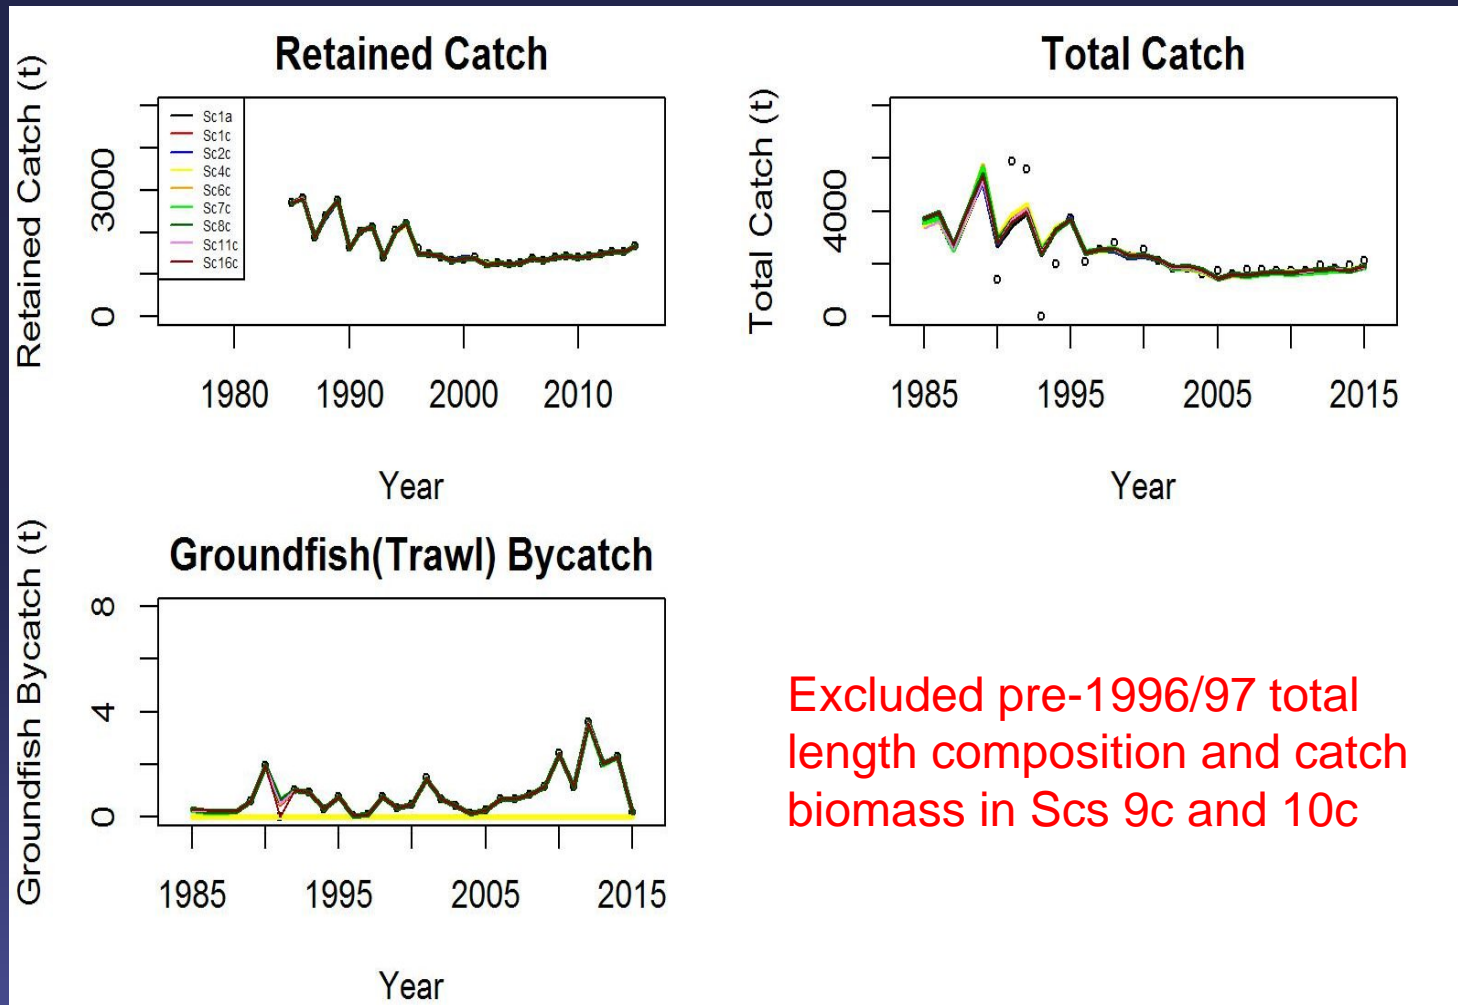 Retained Catch
Retained Catch (t)
3000
0
Sc1a
Sc1c
Sc2c
Sc4c
Sc6c
Sc7c
Sc8c
Sc11c
Sc16c
1980 1990 2000 2010
Year
Total Catch
Total Catch (t)
4000
0
1985 1995 2005 2015
Year
Groundfish(Trawl) Bycatch
Groundfish Bycatch (t)
8
4
0
1985 1995 2005 2015
Year
Excluded pre-1996/97 total
length composition and catch
biomass in Scs 9c and 10c